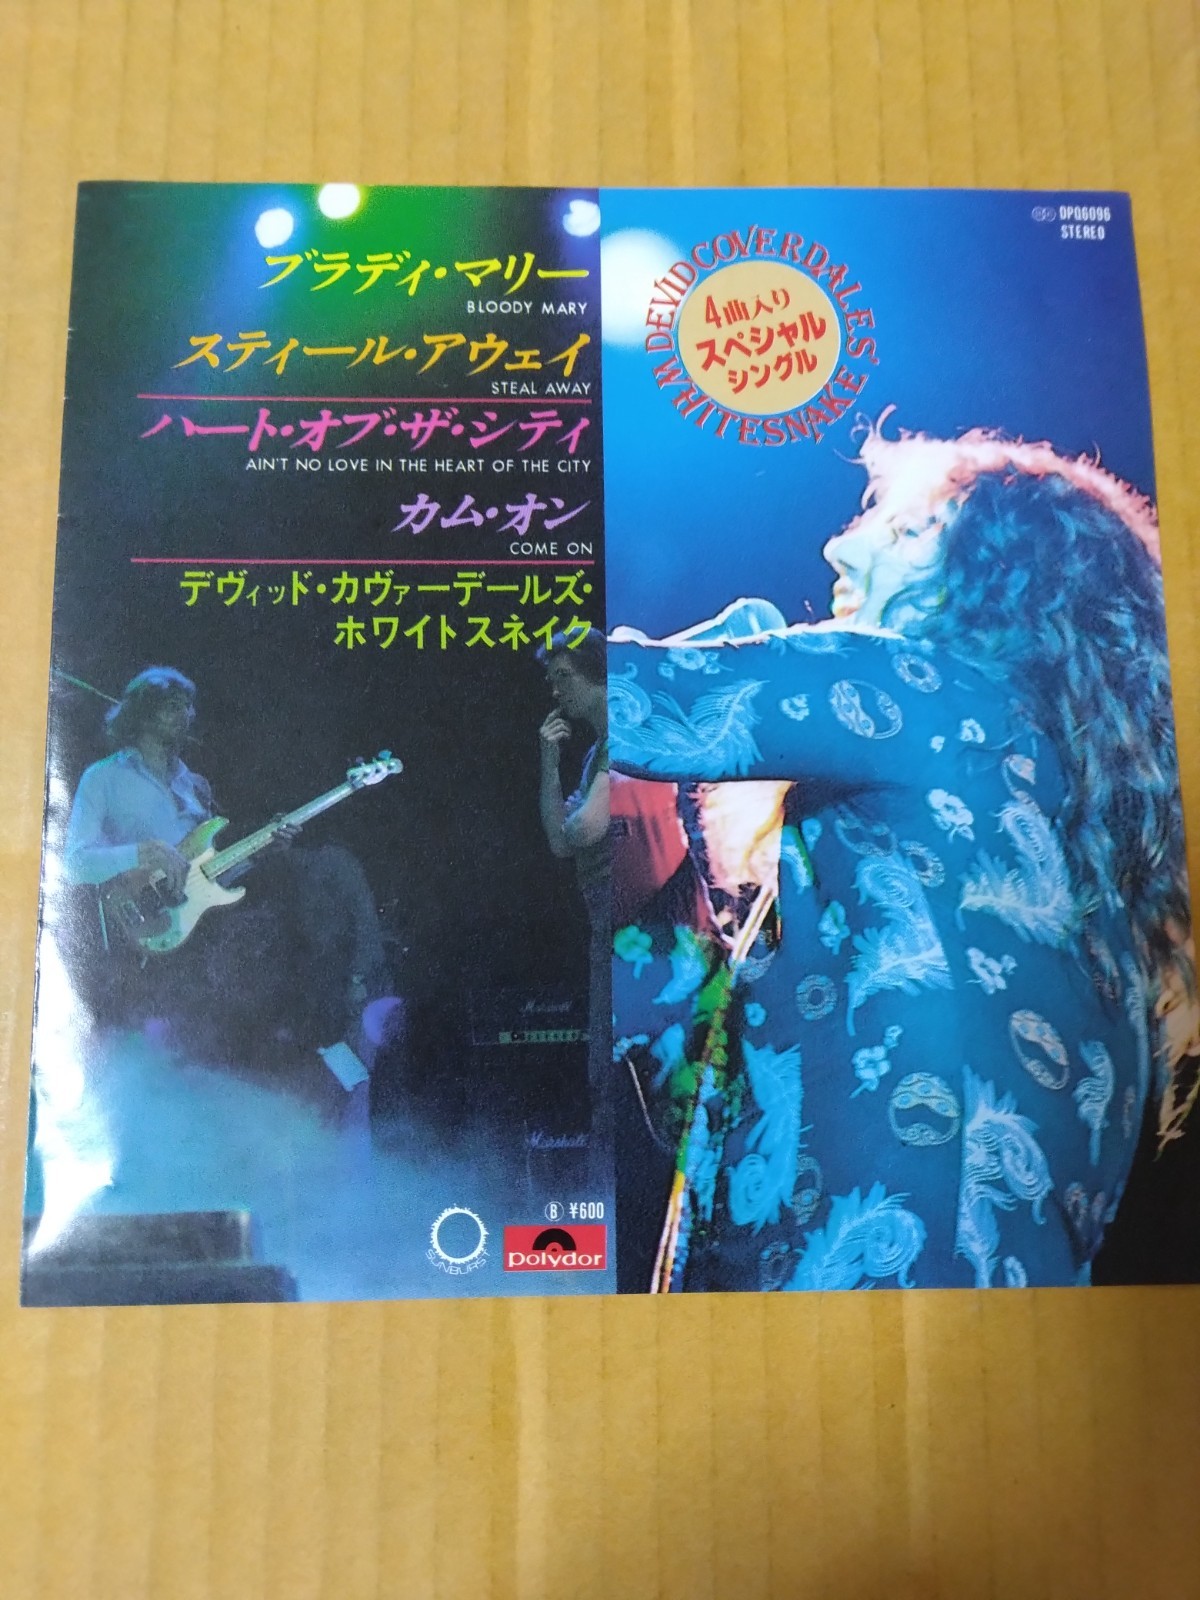 ブラディ・マリー
BLOODY MARY
スティール・アウェイ
STEAL AWAY
ハート・オブ・ザ・シティ
AIN'T NO LOVE IN THE HEART OF THE CITY
カム・オン
COME ON
デヴィッド・カヴァーデールズ・
ホワイトスネイク
DPQ6096
STEREO
DEVID COVERDALES'
WHITESNAKE
4曲入り
スペシャル
シングル
Marshall
Marshall
SUNBURST
Ⓑ ¥600
polydor